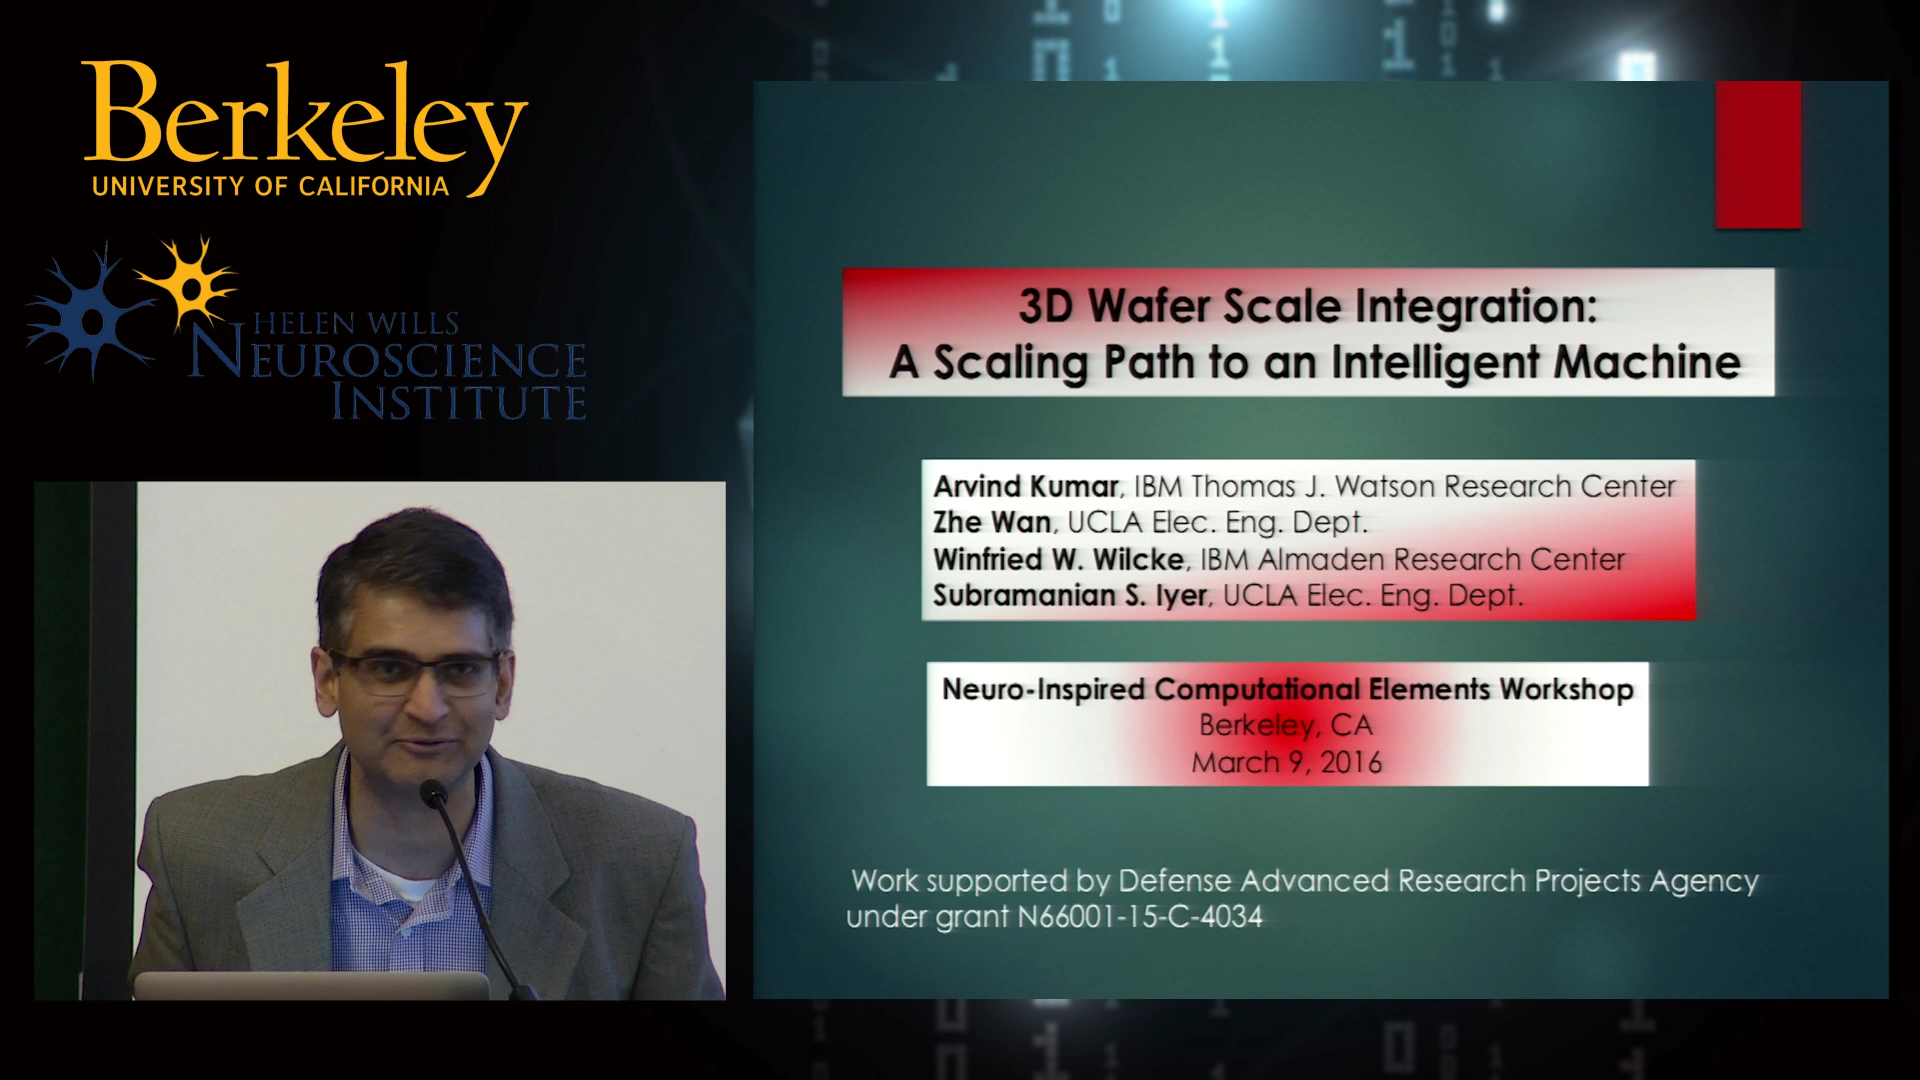 Berkeley
UNIVERSITY OF CALIFORNIA
HELEN WILLS
NEUROSCIENCE
INSTITUTE
3D Wafer Scale Integration:
A Scaling Path to an Intelligent Machine
Arvind Kumar, IBM Thomas J. Watson Research Center
Zhe Wan, UCLA Elec. Eng. Dept.
Winfried W. Wilcke, IBM Almaden Research Center
Subramanian S. Iyer, UCLA Elec. Eng. Dept.
Neuro-Inspired Computational Elements Workshop
Berkeley, CA
March 9, 2016
Work supported by Defense Advanced Research Projects Agency
under grant N66001-15-C-4034